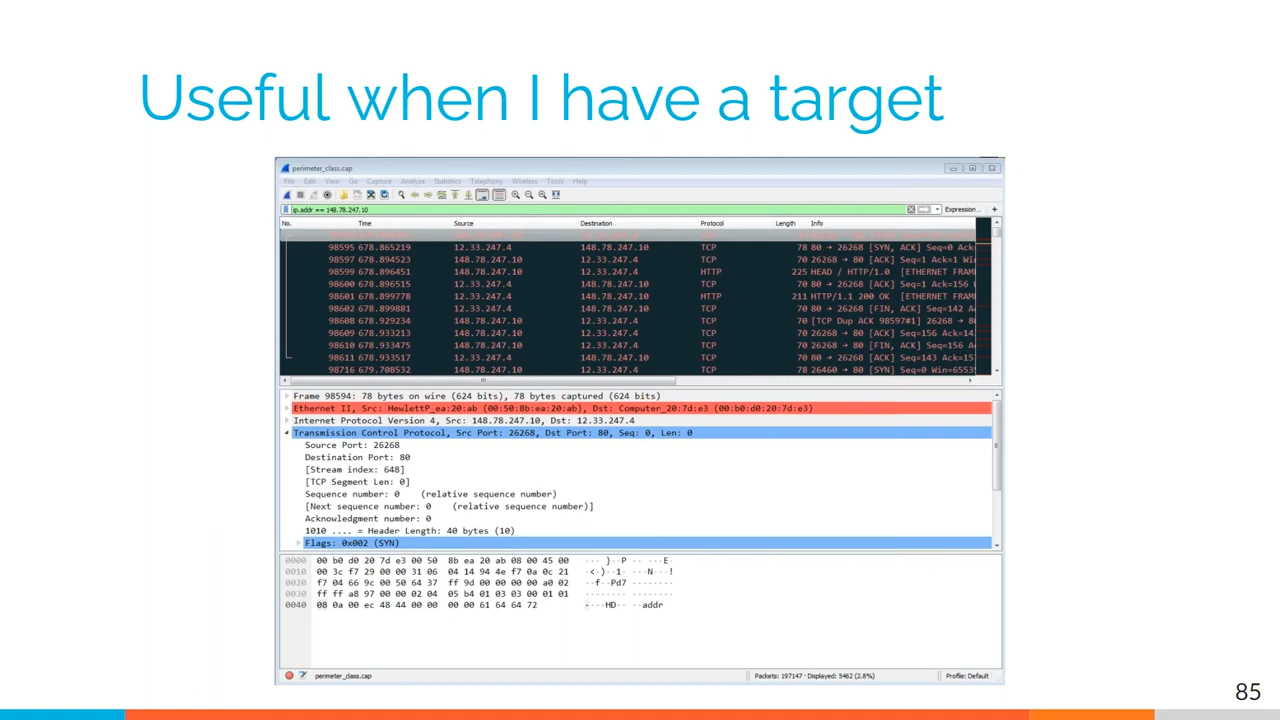 Useful when I have a target
perimeter_class.cap
File Edit View Go Capture Analyze Statistics Telephony Wireless Tools Help
ip.addr == 148.78.247.10 Expression... +
No. Time Source Destination Protocol Length Info
98595 678.865219 12.33.247.4 148.78.247.10 TCP 78 80 → 26268 [SYN, ACK] Seq=0 Ack
98597 678.894523 148.78.247.10 12.33.247.4 TCP 70 26268 → 80 [ACK] Seq=1 Ack=1 Win
98599 678.896451 148.78.247.10 12.33.247.4 HTTP 225 HEAD / HTTP/1.0 [ETHERNET FRAM
98600 678.896515 12.33.247.4 148.78.247.10 TCP 70 80 → 26268 [ACK] Seq=1 Ack=156
98601 678.899778 12.33.247.4 148.78.247.10 HTTP 211 HTTP/1.1 200 OK [ETHERNET FRAM
98602 678.899881 12.33.247.4 148.78.247.10 TCP 70 80 → 26268 [FIN, ACK] Seq=142 A
98608 678.929234 148.78.247.10 12.33.247.4 TCP 70 [TCP Dup ACK 98597#1] 26268 → 8
98609 678.933213 148.78.247.10 12.33.247.4 TCP 70 26268 → 80 [ACK] Seq=156 Ack=14
98610 678.933475 148.78.247.10 12.33.247.4 TCP 70 26268 → 80 [FIN, ACK] Seq=156 A
98611 678.933517 12.33.247.4 148.78.247.10 TCP 70 80 → 26268 [ACK] Seq=143 Ack=15
98716 679.708532 148.78.247.10 12.33.247.4 TCP 78 26460 → 80 [SYN] Seq=0 Win=6553
Frame 98594: 78 bytes on wire (624 bits), 78 bytes captured (624 bits)
Ethernet II, Src: HewlettP_ea:20:ab (00:50:8b:ea:20:ab), Dst: Computer_20:7d:e3 (00:b0:d0:20:7d:e3)
Internet Protocol Version 4, Src: 148.78.247.10, Dst: 12.33.247.4
Transmission Control Protocol, Src Port: 26268, Dst Port: 80, Seq: 0, Len: 0
Source Port: 26268
Destination Port: 80
[Stream index: 648]
[TCP Segment Len: 0]
Sequence number: 0 (relative sequence number)
[Next sequence number: 0 (relative sequence number)]
Acknowledgment number: 0
1010 .... = Header Length: 40 bytes (10)
Flags: 0x002 (SYN)
0000 00 b0 d0 20 7d e3 00 50 8b ea 20 ab 08 00 45 00 ··· }··P ·· ···E·
0010 00 3c f7 29 00 00 31 06 04 14 94 4e f7 0a 0c 21 ·<·)··1· ···N···!
0020 f7 04 66 9c 00 50 64 37 ff 9d 00 00 00 00 a0 02 ··f··Pd7 ········
0030 ff ff a8 97 00 00 02 04 05 b4 01 03 03 00 01 01 ········ ········
0040 08 0a 00 ec 48 44 00 00 00 00 61 64 64 72 ····HD·· ··addr
perimeter_class.cap Packets: 197147 · Displayed: 5462 (2.8%) Profile: Default
85